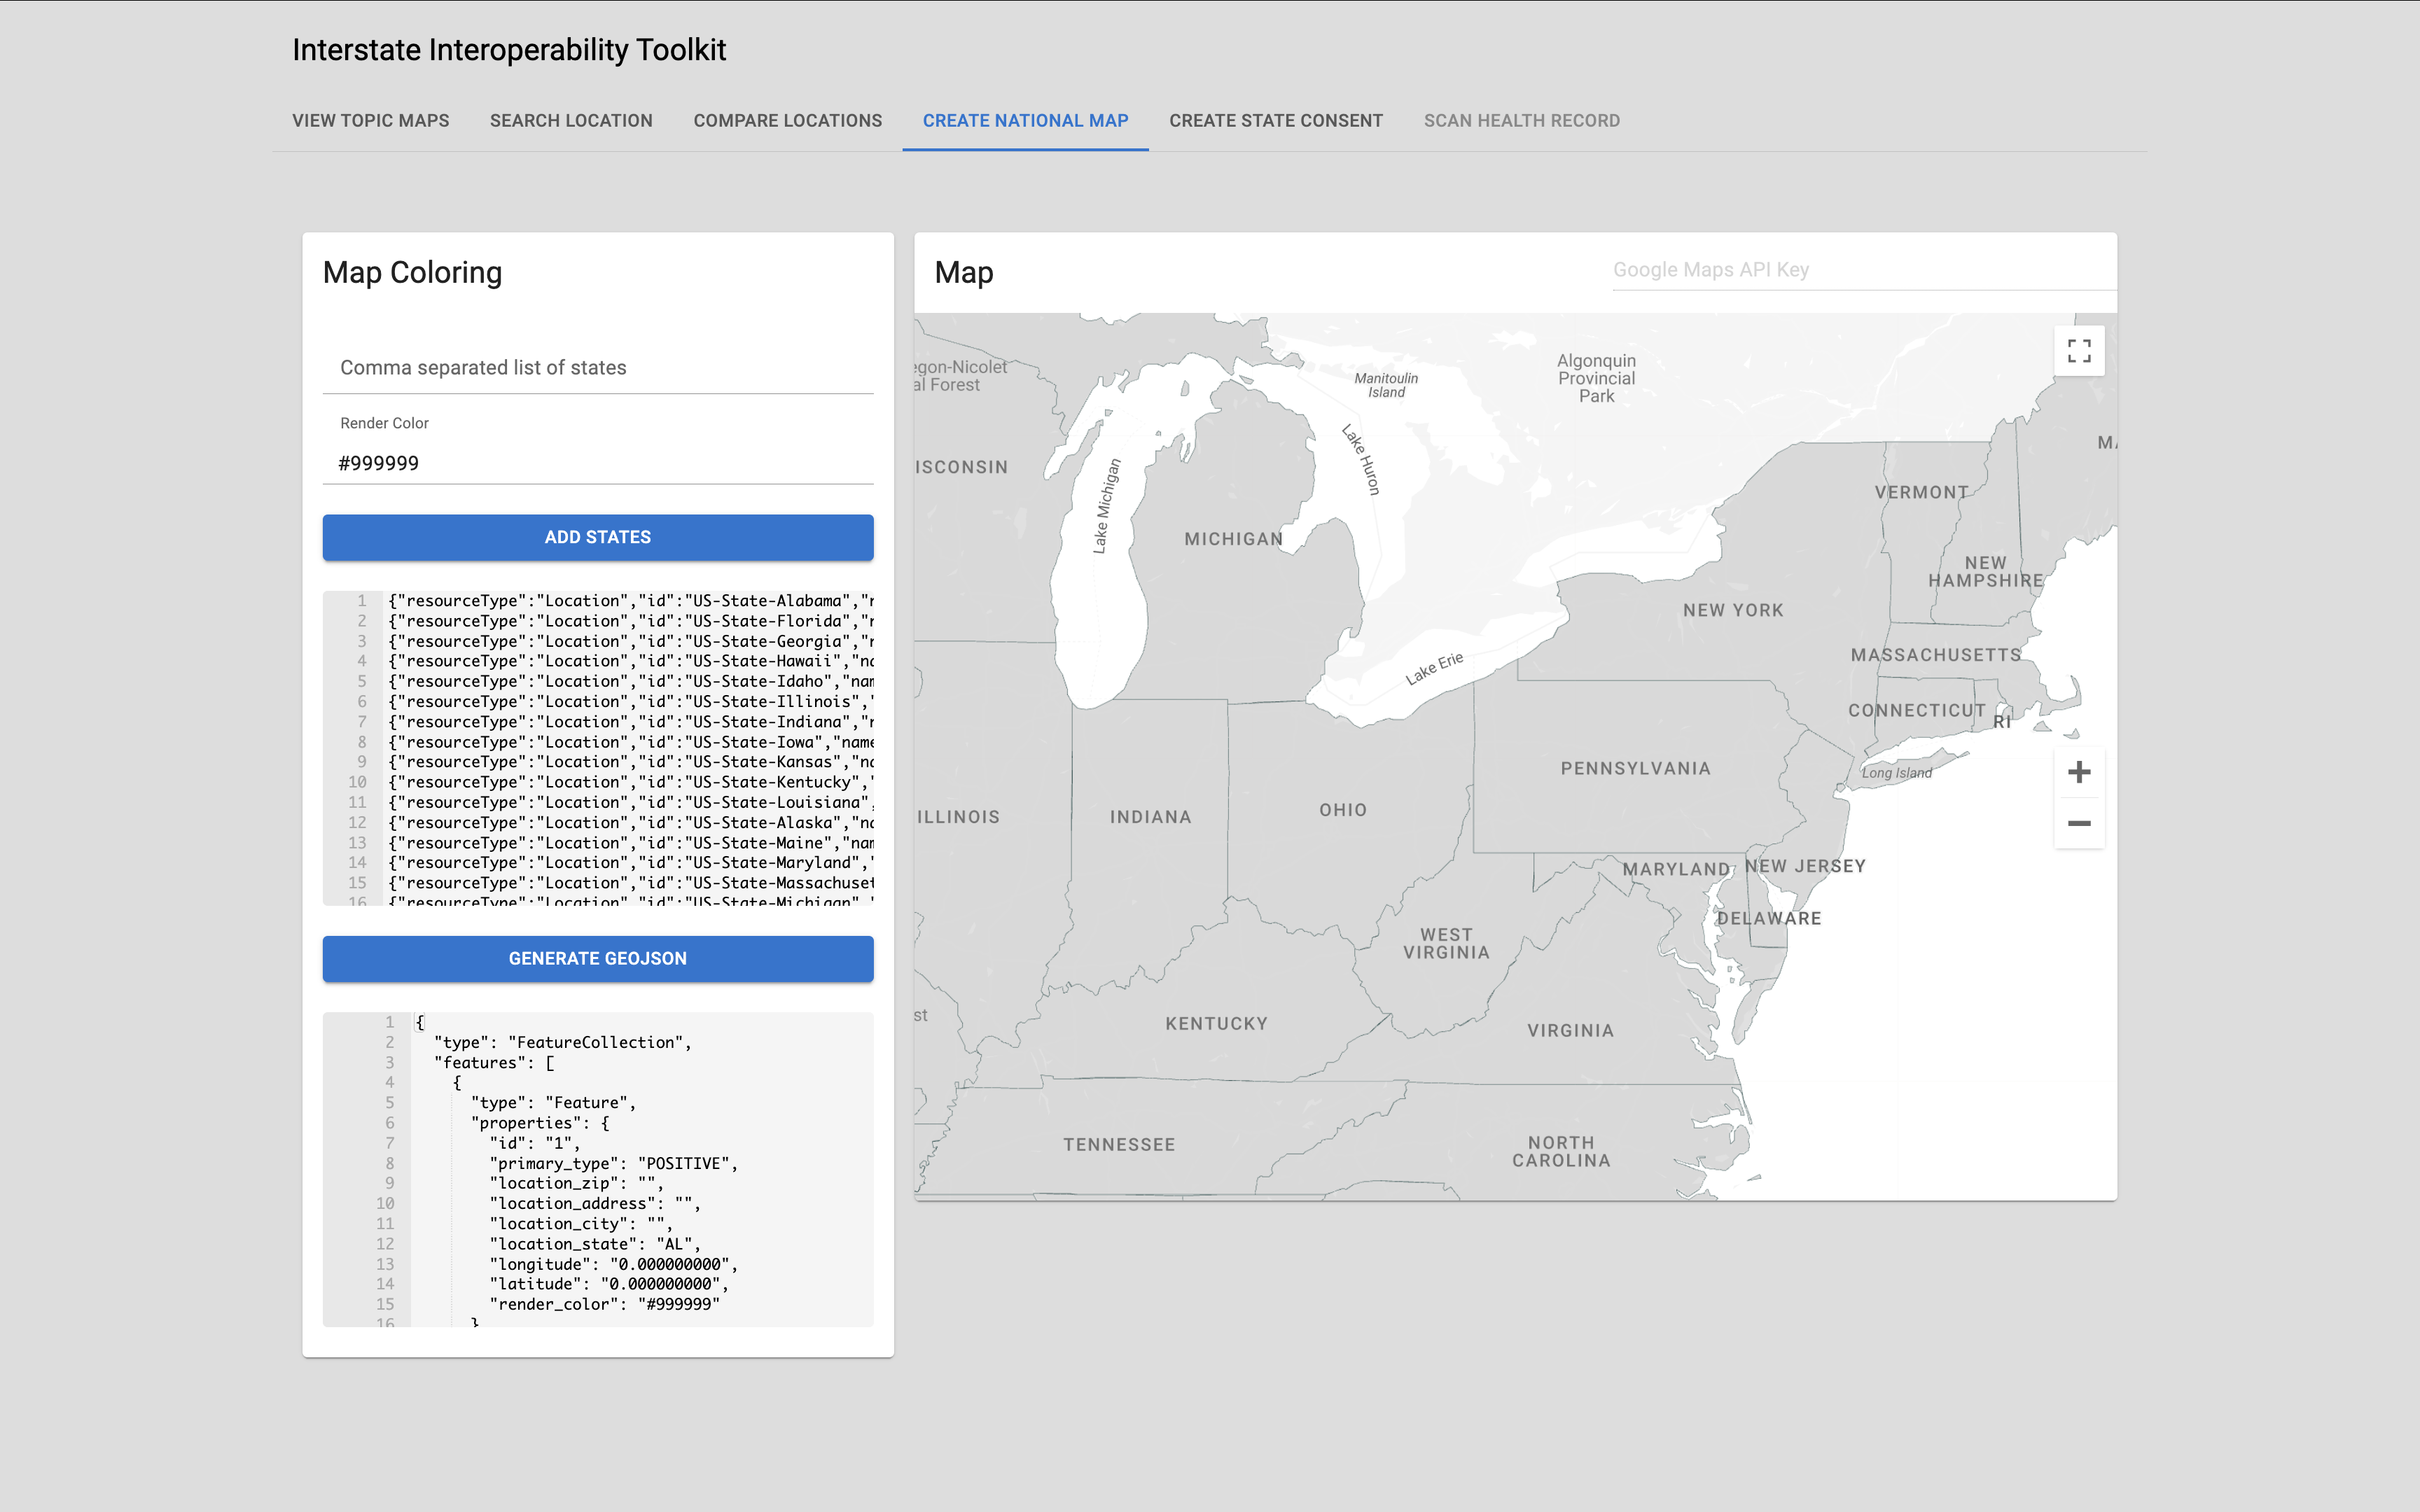 Interstate Interoperability Toolkit
VIEW TOPIC MAPS SEARCH LOCATION COMPARE LOCATIONS CREATE NATIONAL MAP CREATE STATE CONSENT SCAN HEALTH RECORD
Map Coloring
Comma separated list of states
Render Color
#999999
ADD STATES
1 {"resourceType":"Location","id":"US-State-Alabama","
2 {"resourceType":"Location","id":"US-State-Florida","
3 {"resourceType":"Location","id":"US-State-Georgia","
4 {"resourceType":"Location","id":"US-State-Hawaii","na
5 {"resourceType":"Location","id":"US-State-Idaho","nam
6 {"resourceType":"Location","id":"US-State-Illinois","
7 {"resourceType":"Location","id":"US-State-Indiana","
8 {"resourceType":"Location","id":"US-State-Iowa","name
9 {"resourceType":"Location","id":"US-State-Kansas","na
10 {"resourceType":"Location","id":"US-State-Kentucky","
11 {"resourceType":"Location","id":"US-State-Louisiana",
12 {"resourceType":"Location","id":"US-State-Alaska","na
13 {"resourceType":"Location","id":"US-State-Maine","nam
14 {"resourceType":"Location","id":"US-State-Maryland","
15 {"resourceType":"Location","id":"US-State-Massachuset
16 {"resourceType":"Location","id":"US-State-Michigan","
GENERATE GEOJSON
1 {
2 "type": "FeatureCollection",
3 "features": [
4 {
5 "type": "Feature",
6 "properties": {
7 "id": "1",
8 "primary_type": "POSITIVE",
9 "location_zip": "",
10 "location_address": "",
11 "location_city": "",
12 "location_state": "AL",
13 "longitude": "0.000000000",
14 "latitude": "0.000000000",
15 "render_color": "#999999"
16 }
Map
Google Maps API Key
egon-Nicolet
al Forest
Manitoulin
Island
Algonquin
Provincial
Park
MA
ISCONSIN
Lake Michigan
Lake Huron
MICHIGAN
VERMONT
NEW
HAMPSHIRE
NEW YORK
MASSACHUSETTS
Lake Erie
CONNECTICUT
RI
Long Island
PENNSYLVANIA
ILLINOIS
INDIANA
OHIO
MARYLAND
NEW JERSEY
DELAWARE
WEST
VIRGINIA
st
KENTUCKY
VIRGINIA
TENNESSEE
NORTH
CAROLINA